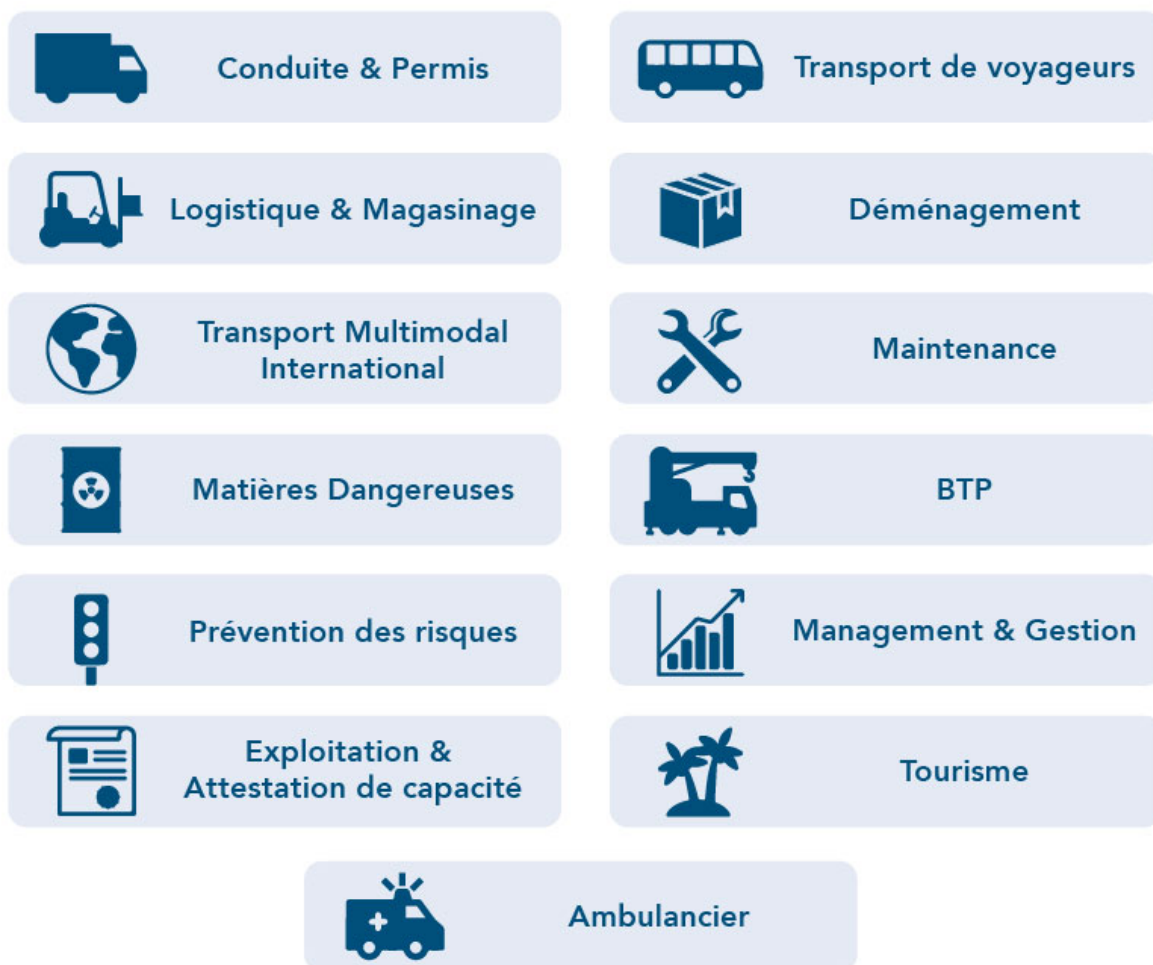 Conduite & Permis
Transport de voyageurs
Logistique & Magasinage
Déménagement
Transport Multimodal
International
Maintenance
Matières Dangereuses
BTP
Prévention des risques
Management & Gestion
Exploitation &
Attestation de capacité
Tourisme
Ambulancier